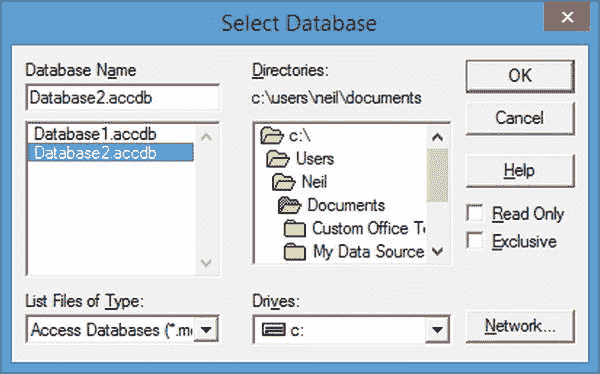 Select Database
Database Name
Database2.accdb
Database1.accdb
Database2.accdb
List Files of Type:
Access Databases (*.m
Directories:
c:\users\neil\documents
c:\
Users
Neil
Documents
Custom Office Te
My Data Source
Drives:
c:
OK
Cancel
Help
Read Only
Exclusive
Network...